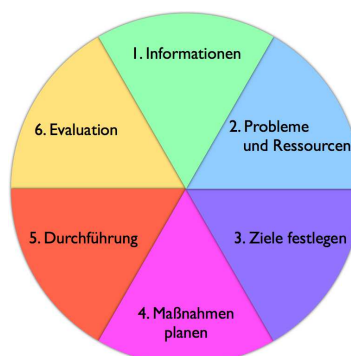 1. Informationen
2. Probleme
und Ressourcen
3. Ziele festlegen
4. Maßnahmen
planen
5. Durchführung
6. Evaluation